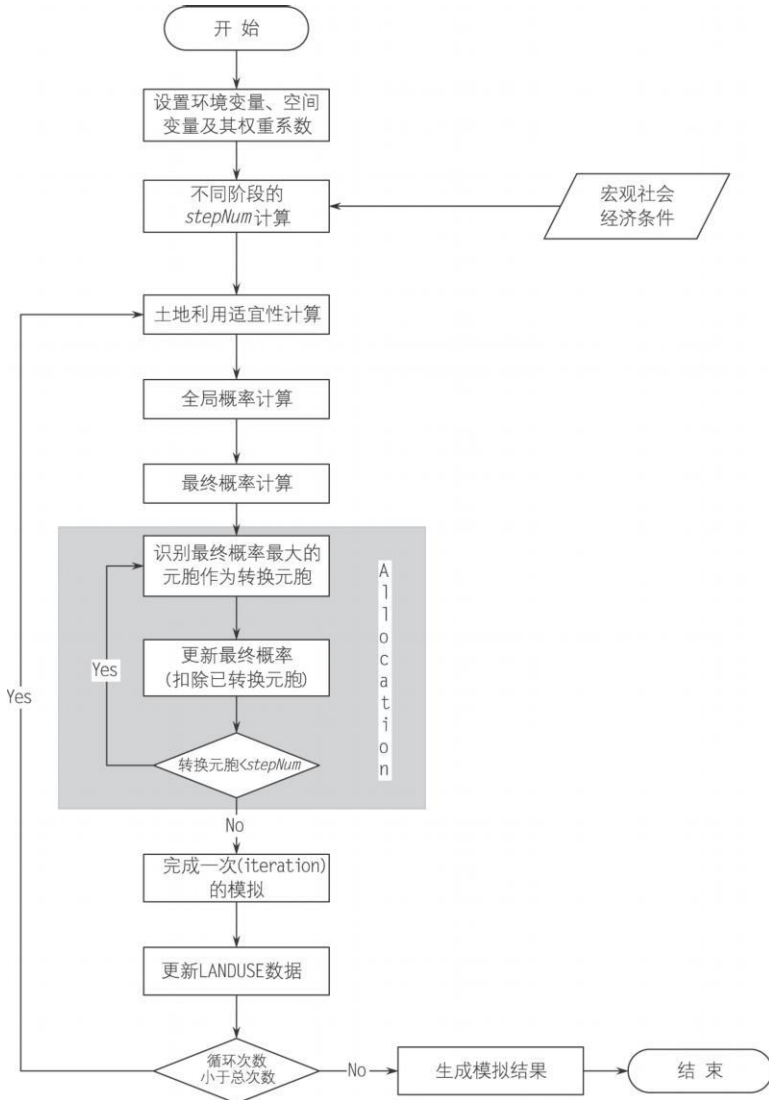 开 始
设置环境变量、空间
变量及其权重系数
不同阶段的
stepNum计算
宏观社会
经济条件
土地利用适宜性计算
全局概率计算
最终概率计算
识别最终概率最大的
元胞作为转换元胞
Allocation
更新最终概率
(扣除已转换元胞)
Yes
Yes
转换元胞<stepNum
No
完成一次(iteration)
的模拟
更新LANDUSE数据
循环次数
小于总次数
No
生成模拟结果
结 束